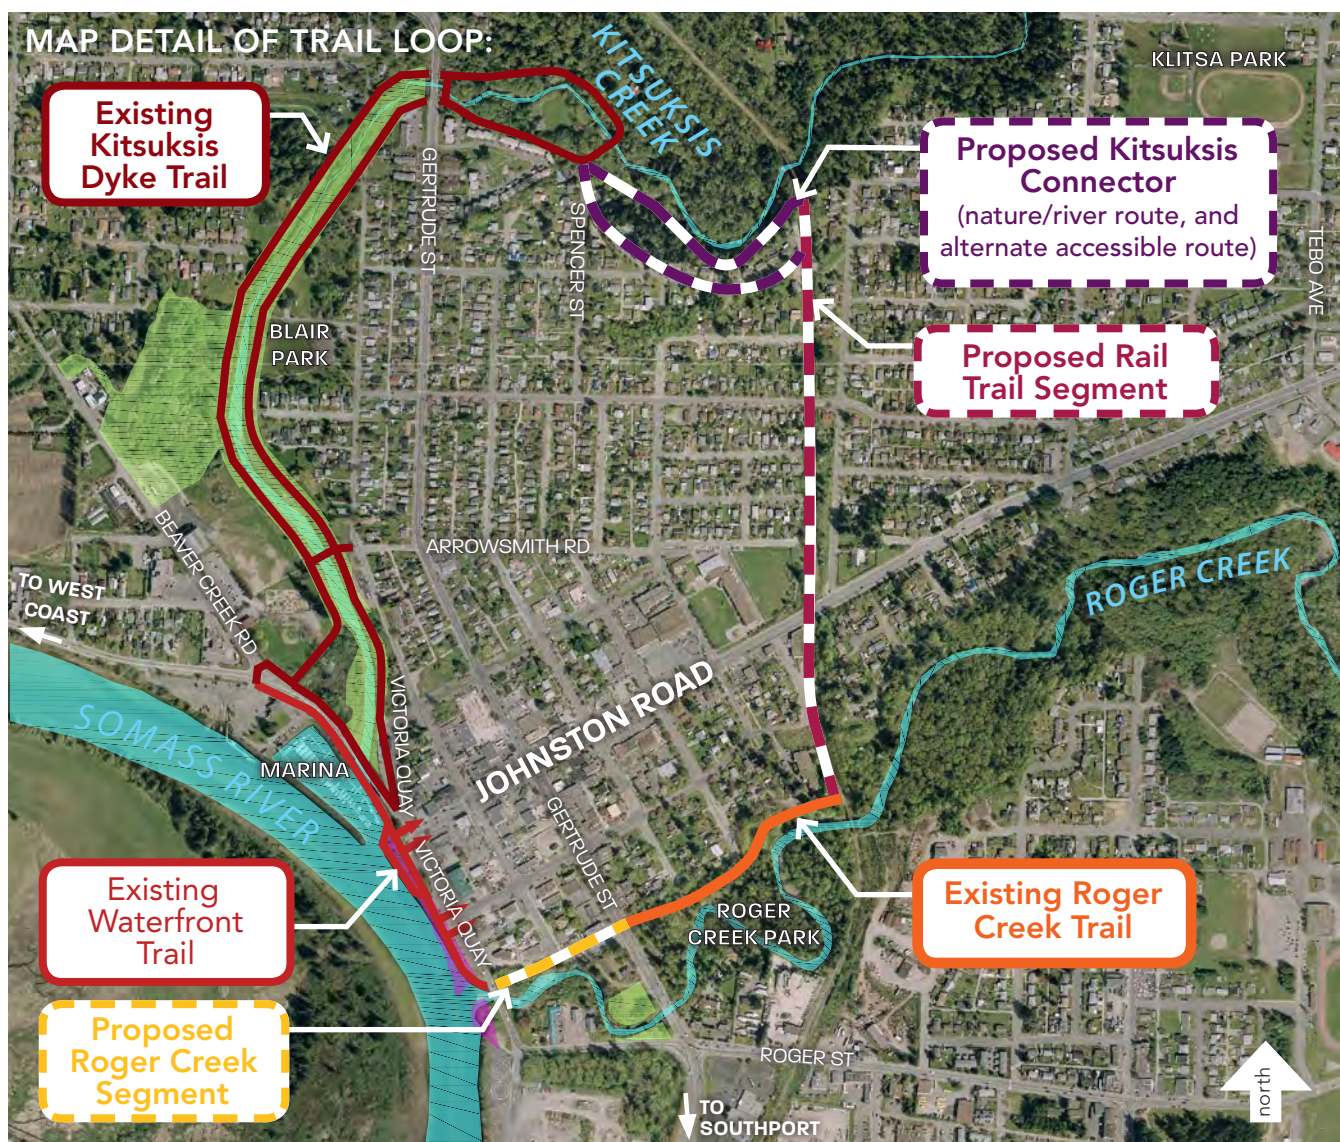 MAP DETAIL OF TRAIL LOOP:
KITSUKSIS
CREEK
KLITSA PARK
Existing
Kitsuksis
Dyke Trail
GERTRUDE ST
SPENCER ST
Proposed Kitsuksis
Connector
(nature/river route, and
alternate accessible route)
TEBO AVE
BLAIR
PARK
Proposed Rail
Trail Segment
BEAVER CREEK RD
ARROWSMITH RD
ROGER CREEK
TO WEST
COAST
VICTORIA QUAY
JOHNSTON ROAD
SOMASS RIVER
MARINA
GERTRUDE ST
VICTORIA QUAY
Existing
Waterfront
Trail
ROGER
CREEK PARK
Existing Roger
Creek Trail
Proposed
Roger Creek
Segment
ROGER ST
TO
SOUTHPORT
north